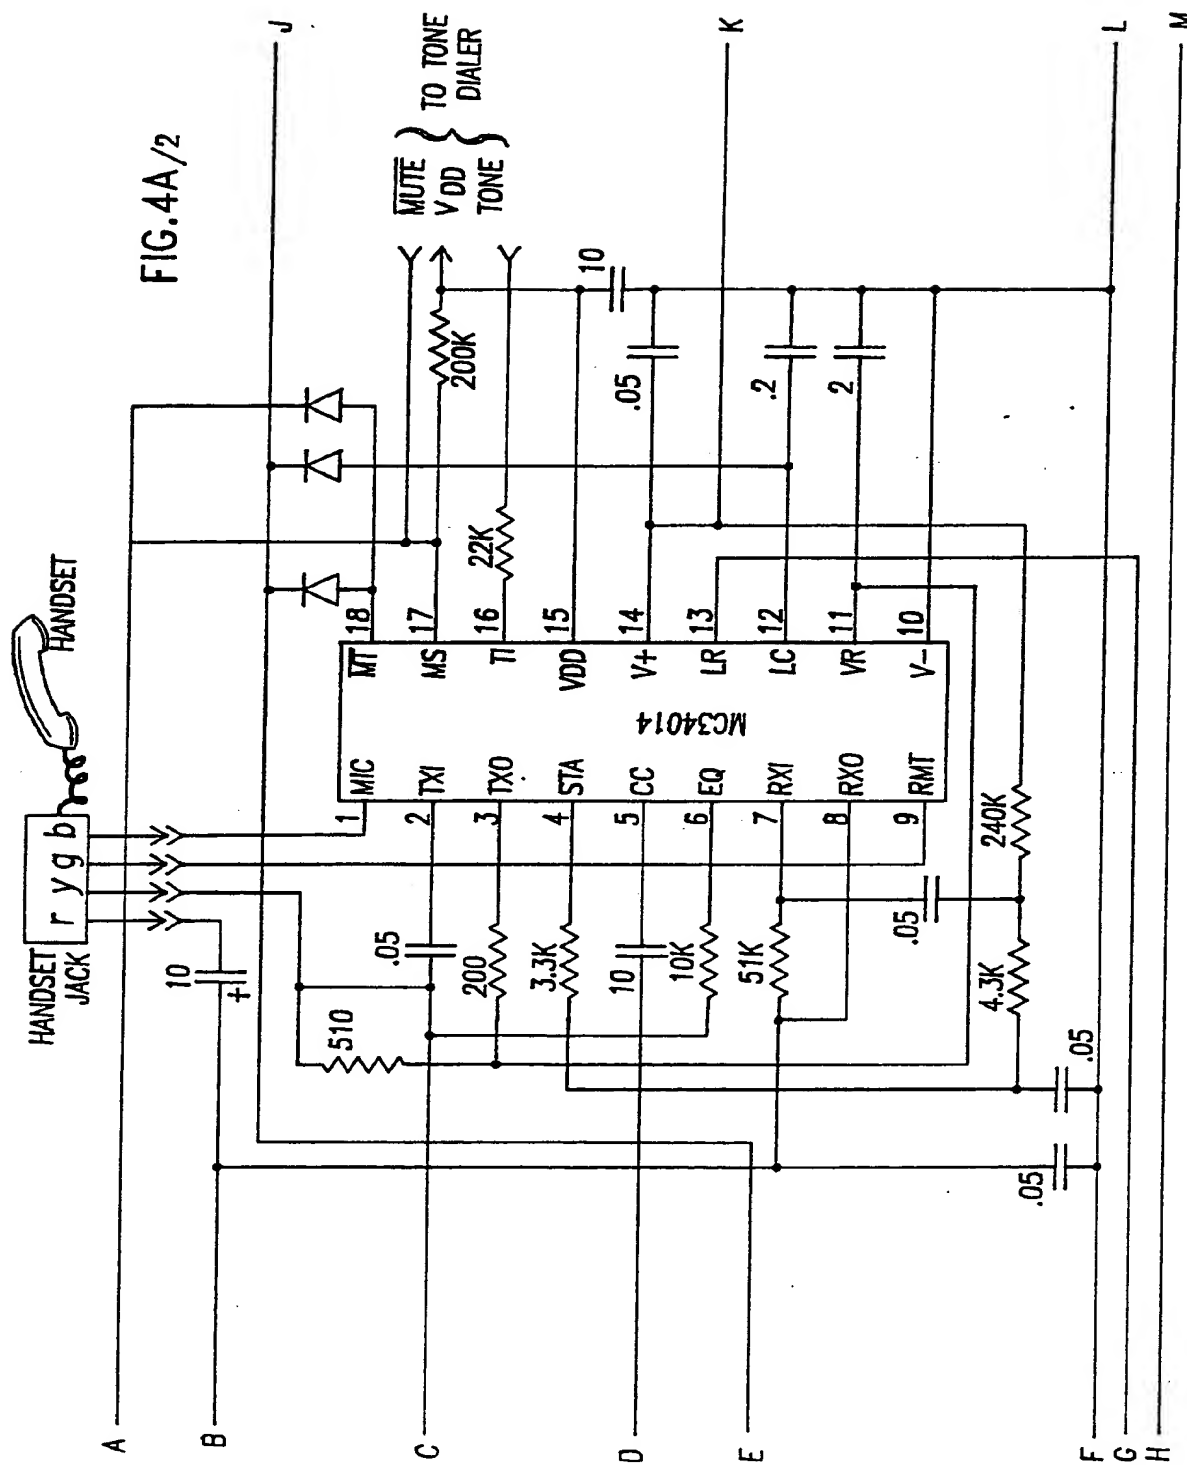 FIG.4A/2
HANDSET
HANDSET
JACK
r y g b
J
K
L
M
A
B
C
D
E
F
G
H
MUTE
VDD
TONE
TO TONE
DIALER
MC34014
1 MIC
2 TXI
3 TXO
4 STA
5 CC
6 EQ
7 RXI
8 RXO
9 RMT
MT 18
MS 17
TI 16
VDD 15
V+ 14
LR 13
LC 12
VR 11
V- 10
10
+
510
.05
200
3.3K
10
10K
51K
.05
240K
4.3K
.05
.05
200K
22K
10
.05
.2
2